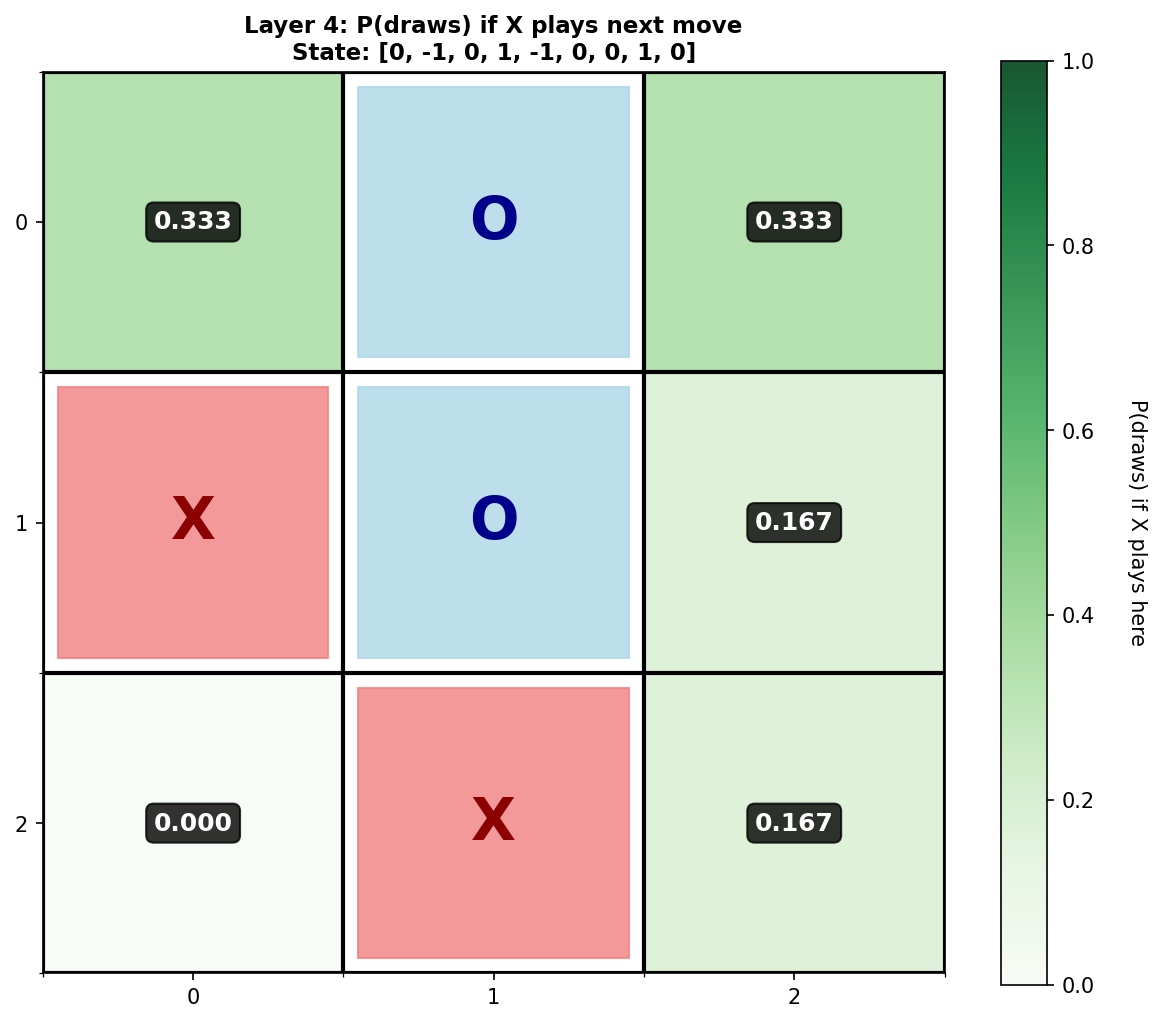 Layer 4: P(draws) if X plays next move
State: [0, -1, 0, 1, -1, 0, 0, 1, 0]
0.333
O
0.333
X
O
0.167
0.000
X
0.167
0
1
2
0
1
2
1.0
0.8
0.6
0.4
0.2
0.0
P(draws) if X plays here